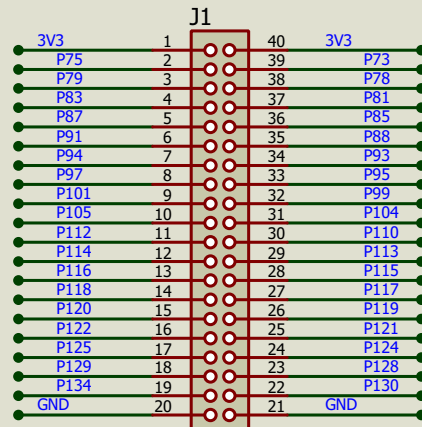 J1
3V3 1 40 3V3
P75 2 39 P73
P79 3 38 P78
P83 4 37 P81
P87 5 36 P85
P91 6 35 P88
P94 7 34 P93
P97 8 33 P95
P101 9 32 P99
P105 10 31 P104
P112 11 30 P110
P114 12 29 P113
P116 13 28 P115
P118 14 27 P117
P120 15 26 P119
P122 16 25 P121
P125 17 24 P124
P129 18 23 P128
P134 19 22 P130
GND 20 21 GND